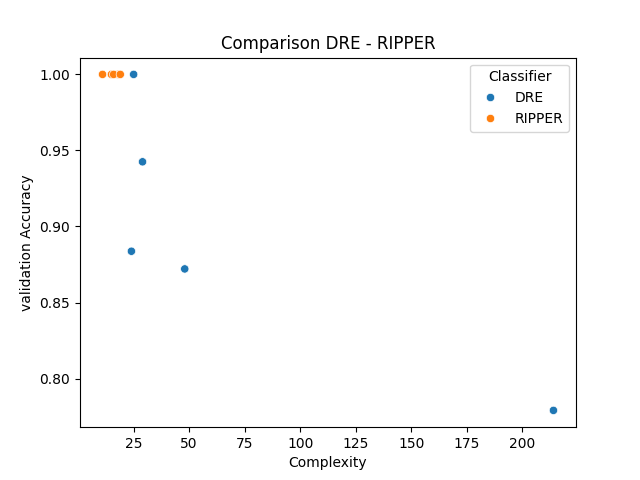 Comparison DRE - RIPPER
Classifier
DRE
RIPPER
validation Accuracy
1.00
0.95
0.90
0.85
0.80
25
50
75
100
125
150
175
200
Complexity